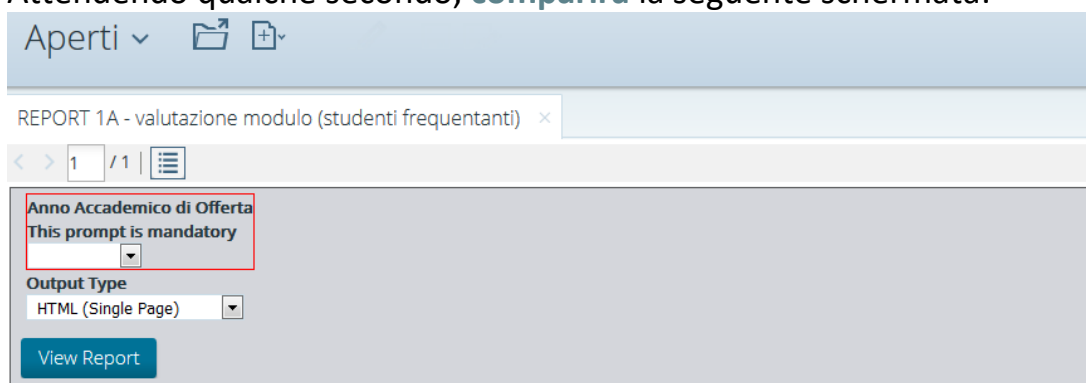 Attendendo qualche secondo, comparirà la seguente schermata:
Aperti
REPORT 1A - valutazione modulo (studenti frequentanti) ×
< > 1 / 1
Anno Accademico di Offerta
This prompt is mandatory
Output Type
HTML (Single Page)
View Report